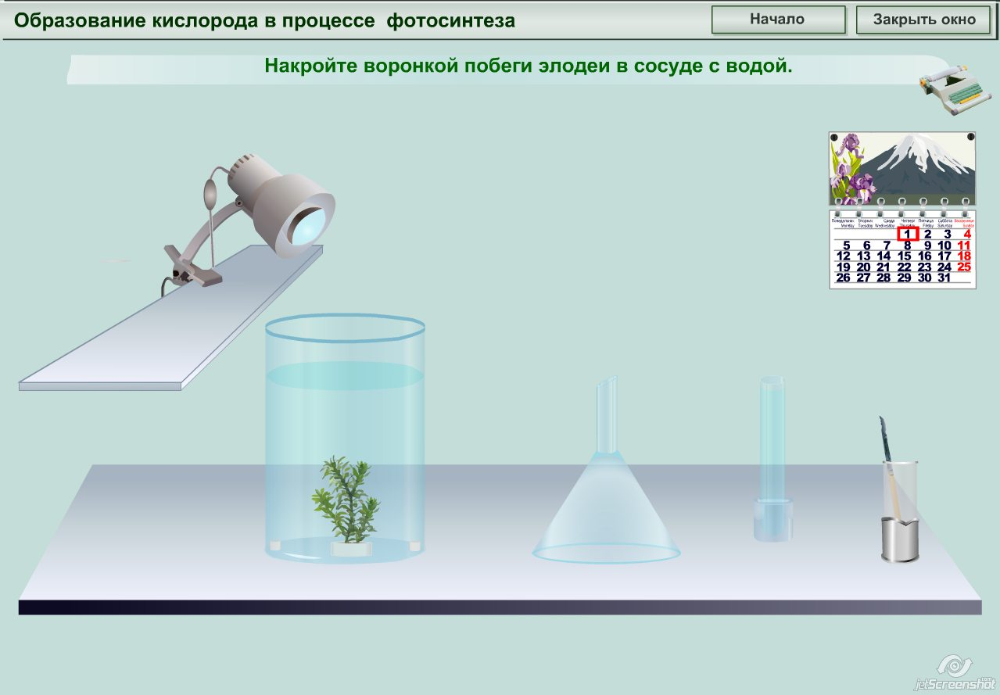 Образование кислорода в процессе фотосинтеза
Начало
Закрыть окно
Накройте воронкой побеги элодеи в сосуде с водой.
Понедельник Вторник Среда Четверг Пятница Суббота Воскресенье
Monday Tuesday Wednesday Thursday Friday Saturday Sunday
1 2 3 4
5 6 7 8 9 10 11
12 13 14 15 16 17 18
19 20 21 22 23 24 25
26 27 28 29 30 31
jetScreenshot.com